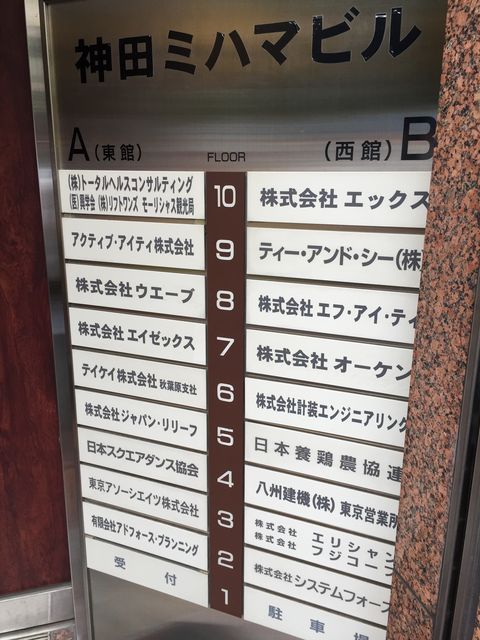 神田ミハマビル
A(東館) FLOOR (西館)B
(株)トータルヘルスコンサルティング
(医)興学会 (株)リフトワンズ モーリシャス観光局 10 株式会社 エックス
アクティブ・アイティ株式会社 9 ティー・アンド・シー(株
株式会社ウエーブ 8 株式会社 エフ・アイ・テ
株式会社 エイゼックス 7 株式会社 オーケン
テイケイ株式会社 秋葉原支社 6 株式会社計装エンジニアリング
株式会社ジャパン・リリーフ 5 日本養鶏農協連
日本スクエアダンス協会 4 八州建機(株) 東京営業所
東京アソーシエイツ株式会社 3 株式会社 エリシャン
株式会社 フジコー
有限会社アドフォース・プランニング 2 株式会社 システムフォース
受付 1 駐車場